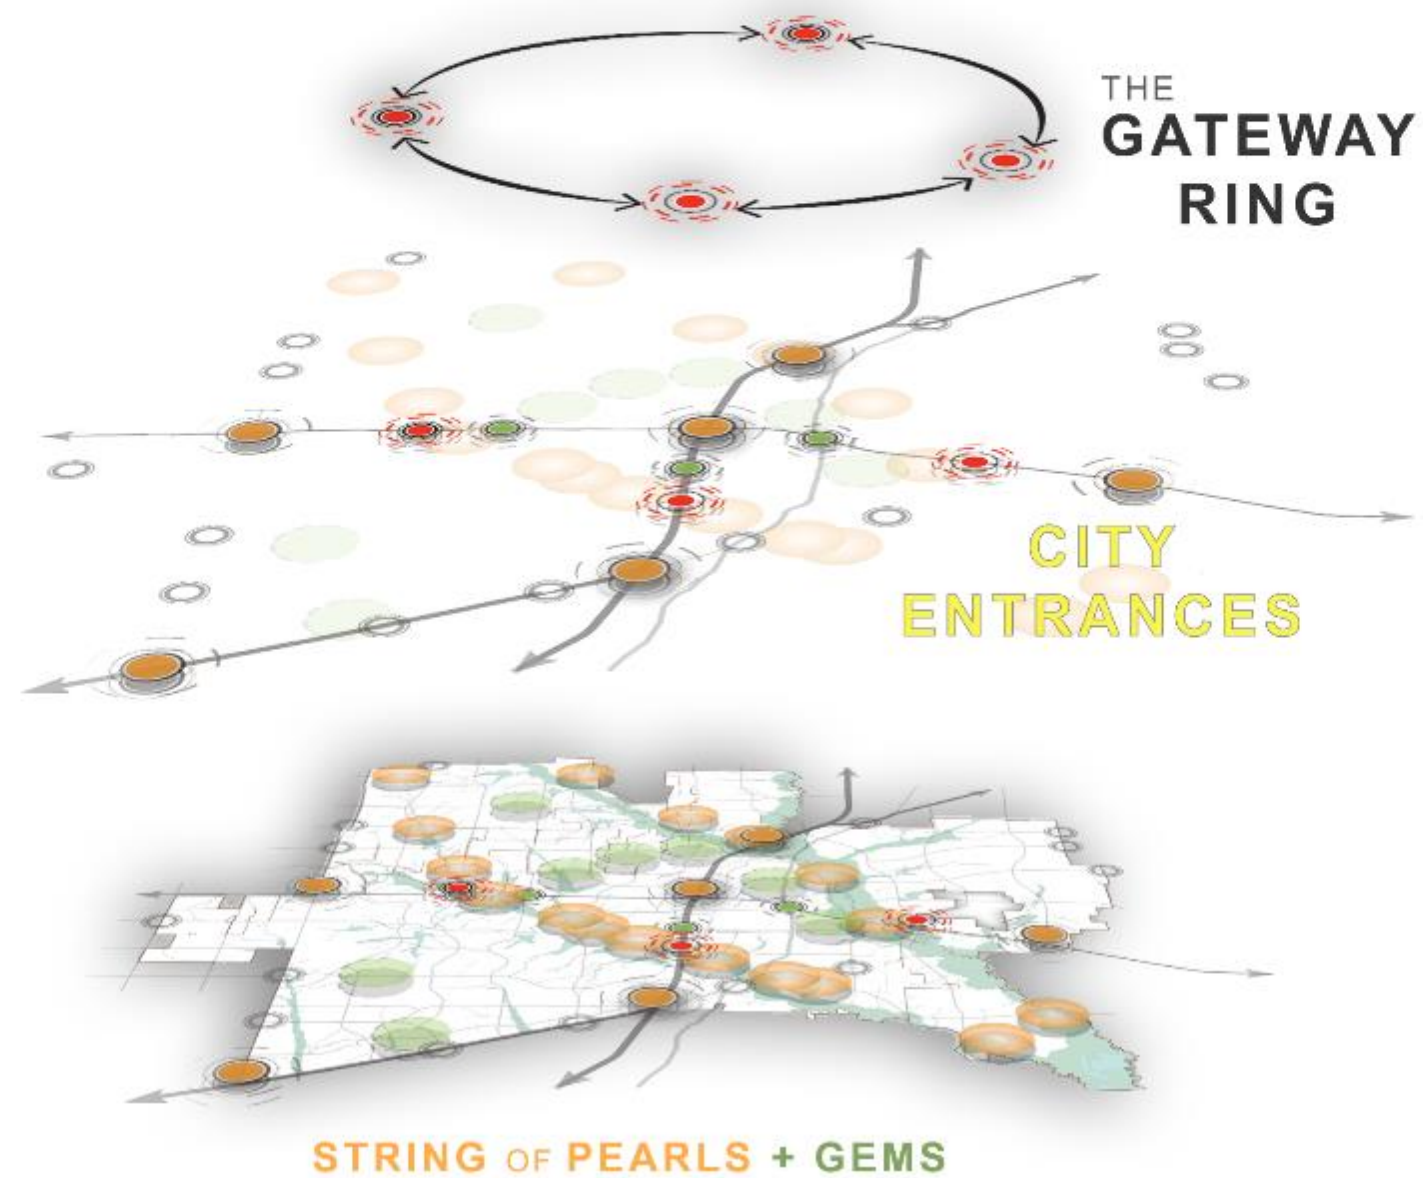 THE
GATEWAY
RING
CITY
ENTRANCES
STRING OF PEARLS + GEMS